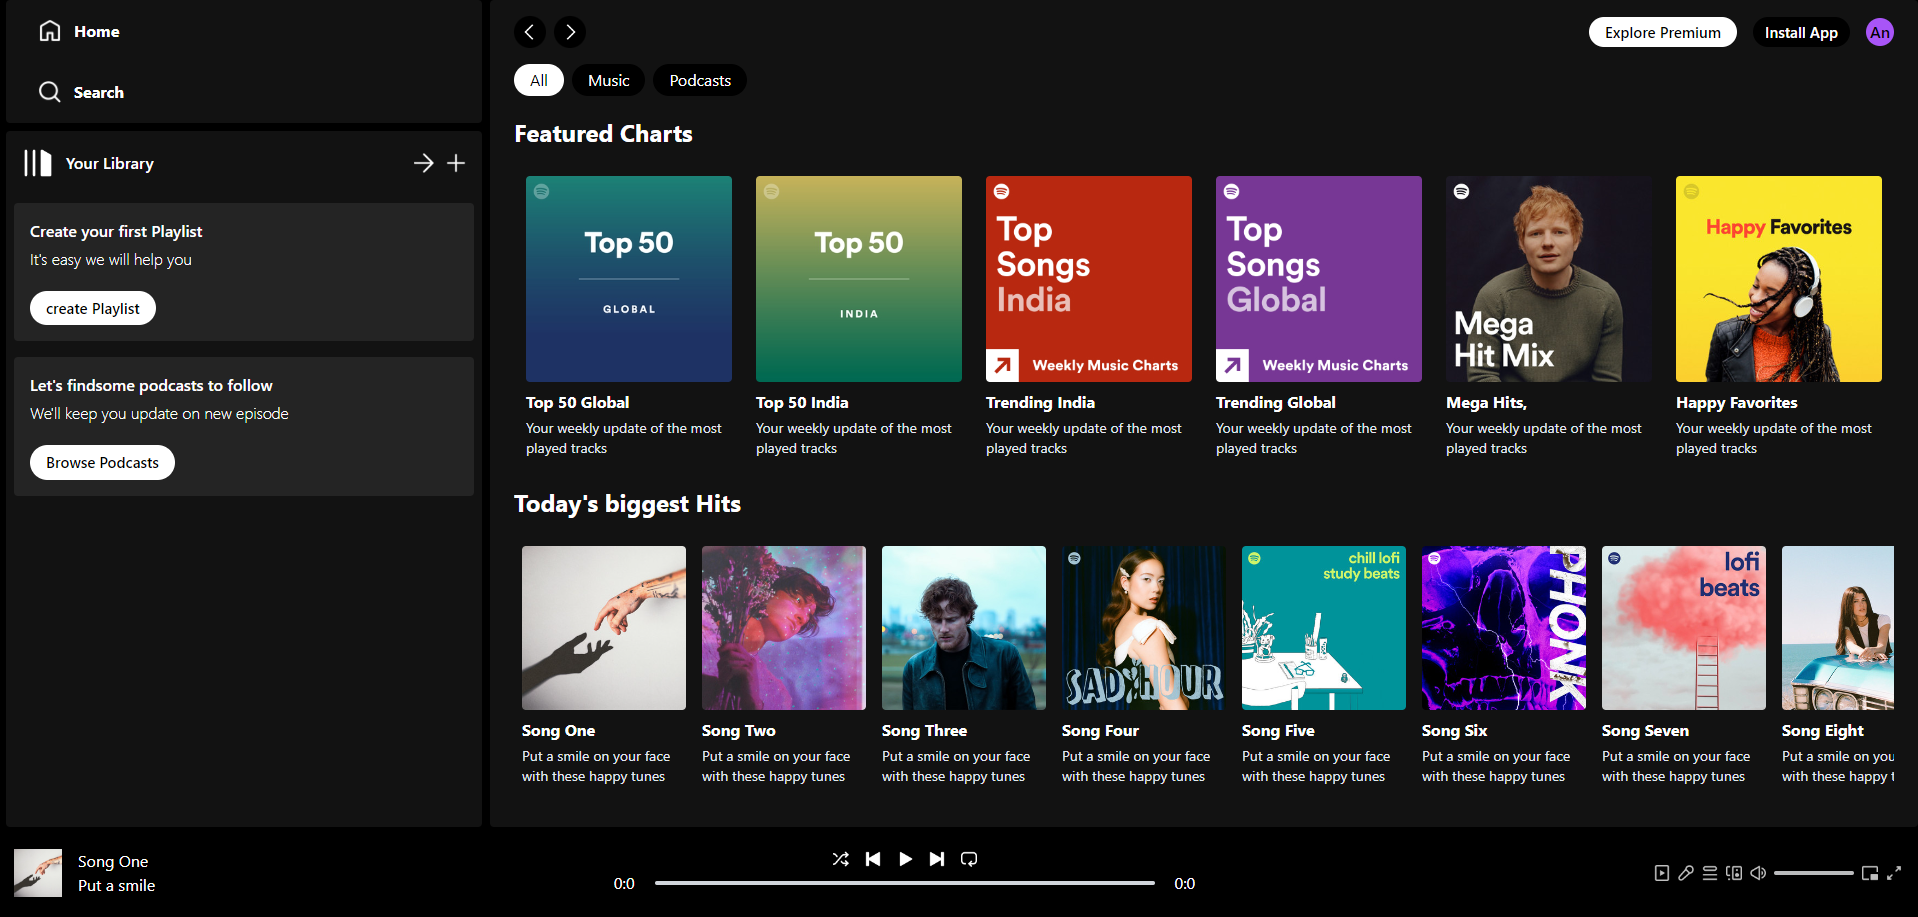 Home
Search
Your Library
Create your first Playlist
It's easy we will help you
create Playlist
Let's findsome podcasts to follow
We'll keep you update on new episode
Browse Podcasts
Explore Premium
Install App
An
All
Music
Podcasts
Featured Charts
Top 50
GLOBAL
Top 50 Global
Your weekly update of the most
played tracks
Top 50
INDIA
Top 50 India
Your weekly update of the most
played tracks
Top
Songs
India
Weekly Music Charts
Trending India
Your weekly update of the most
played tracks
Top
Songs
Global
Weekly Music Charts
Trending Global
Your weekly update of the most
played tracks
Mega
Hit Mix
Mega Hits,
Your weekly update of the most
played tracks
Happy Favorites
Happy Favorites
Your weekly update of the most
played tracks
Today's biggest Hits
Song One
Put a smile on your face
with these happy tunes
Song Two
Put a smile on your face
with these happy tunes
Song Three
Put a smile on your face
with these happy tunes
SAD HOUR
Song Four
Put a smile on your face
with these happy tunes
chill lofi
study beats
Song Five
Put a smile on your face
with these happy tunes
PHONK
Song Six
Put a smile on your face
with these happy tunes
lofi
beats
Song Seven
Put a smile on your face
with these happy tunes
Song Eight
Put a smile on you
with these happy t
Song One
Put a smile
0:0
0:0